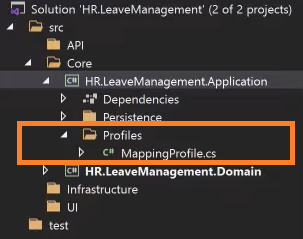 Solution 'HR.LeaveManagement' (2 of 2 projects)
src
API
Core
C# HR.LeaveManagement.Application
Dependencies
Persistence
Profiles
C# MappingProfile.cs
C# HR.LeaveManagement.Domain
Infrastructure
UI
test